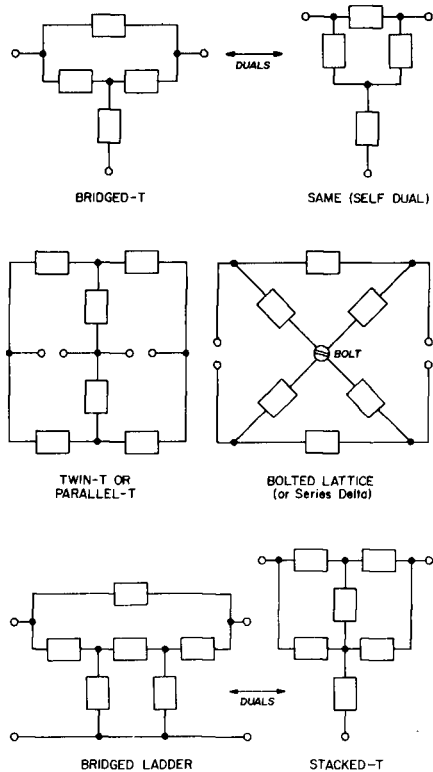 DUALS
BRIDGED-T
SAME (SELF DUAL)
BOLT
TWIN-T OR
PARALLEL-T
BOLTED LATTICE
(or Series Delta)
DUALS
BRIDGED LADDER
STACKED-T